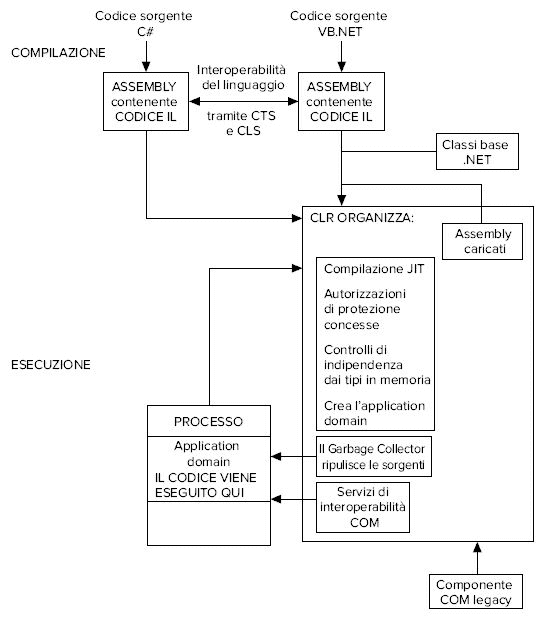 Codice sorgente
C#
Codice sorgente
VB.NET
COMPILAZIONE
ASSEMBLY
contenente
CODICE IL
Interoperabilità
del linguaggio
tramite CTS
e CLS
ASSEMBLY
contenente
CODICE IL
Classi base
.NET
CLR ORGANIZZA:
Assembly
caricati
Compilazione JIT
Autorizzazioni
di protezione
concesse
Controlli di
indipendenza
dai tipi in memoria
Crea l'application
domain
ESECUZIONE
PROCESSO
Application
domain
IL CODICE VIENE
ESEGUITO QUI
Il Garbage Collector
ripulisce le sorgenti
Servizi di
interoperabilità
COM
Componente
COM legacy